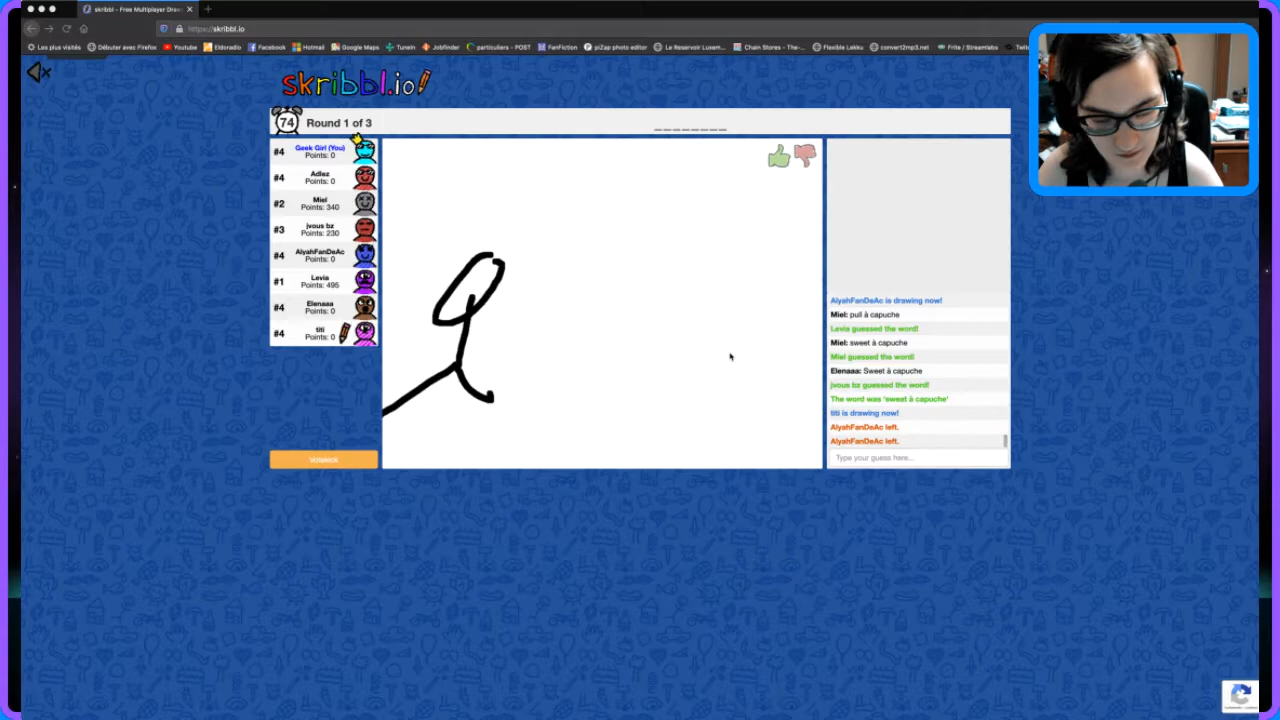 skribbl - Free Multiplayer Draw
https://skribbl.io
Les plus visités
Débuter avec Firefox
Youtube
Eldoradio
Facebook
Hotmail
Google Maps
TuneIn
Jobfinder
particuliers - POST
FanFiction
piZap photo editor
Le Reservoir Luxem...
Chain Stores - The-...
Flexible Lekku
convert2mp3.net
Frite / Streamlabs
Twit
skribbl.io
74
Round 1 of 3
_ _ _ _ _ _ _ _
#4 Geek Girl (You)
Points: 0
#4 Adlez
Points: 0
#2 Miel
Points: 340
#3 jvous bz
Points: 230
#4 AlyahFanDeAc
Points: 0
#1 Levia
Points: 495
#4 Elenaaa
Points: 0
#4 titi
Points: 0
Votekick
AlyahFanDeAc is drawing now!
Miel: pull à capuche
Levia guessed the word!
Miel: sweet à capuche
Miel guessed the word!
Elenaaa: Sweet à capuche
jvous bz guessed the word!
The word was 'sweat à capuche'
titi is drawing now!
AlyahFanDeAc left.
AlyahFanDeAc left.
Type your guess here...